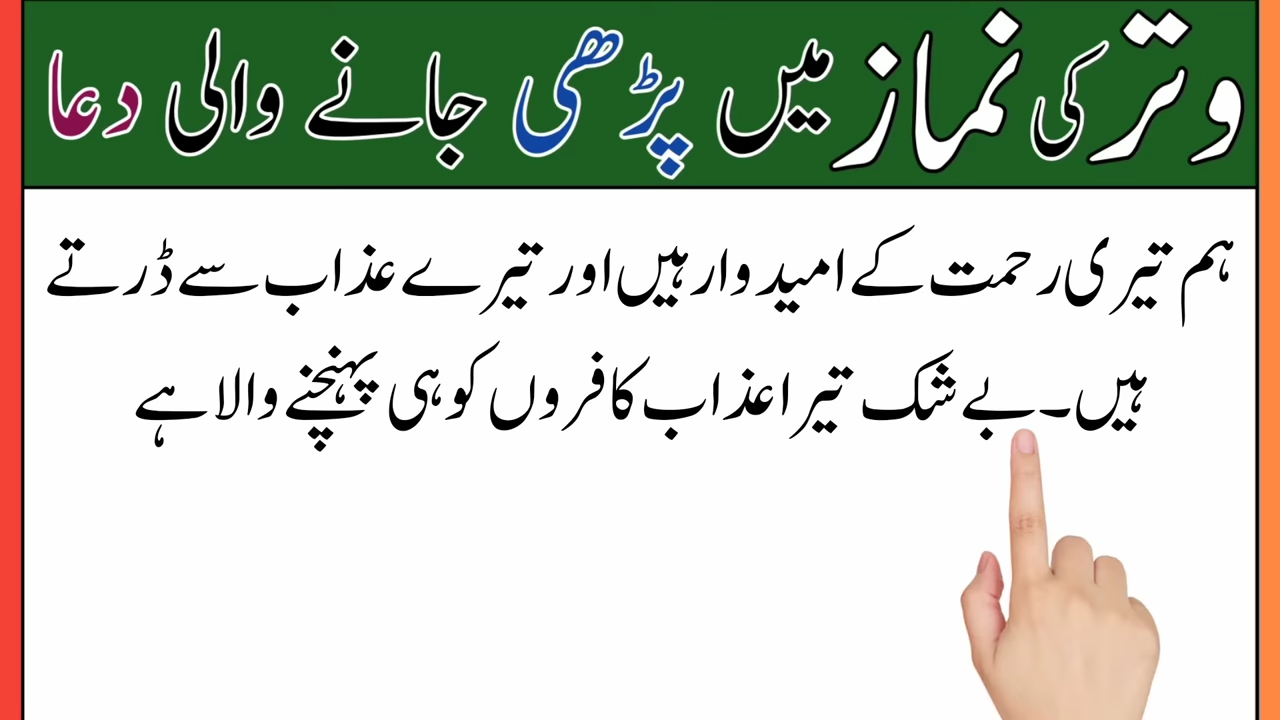 وتر کی نماز میں پڑھی جانے والی دعا
ہم تیری رحمت کے امیدوار ہیں اور تیرے عذاب سے ڈرتے
ہیں۔ بے شک تیرا عذاب کافروں کو ہی پہنچنے والا ہے